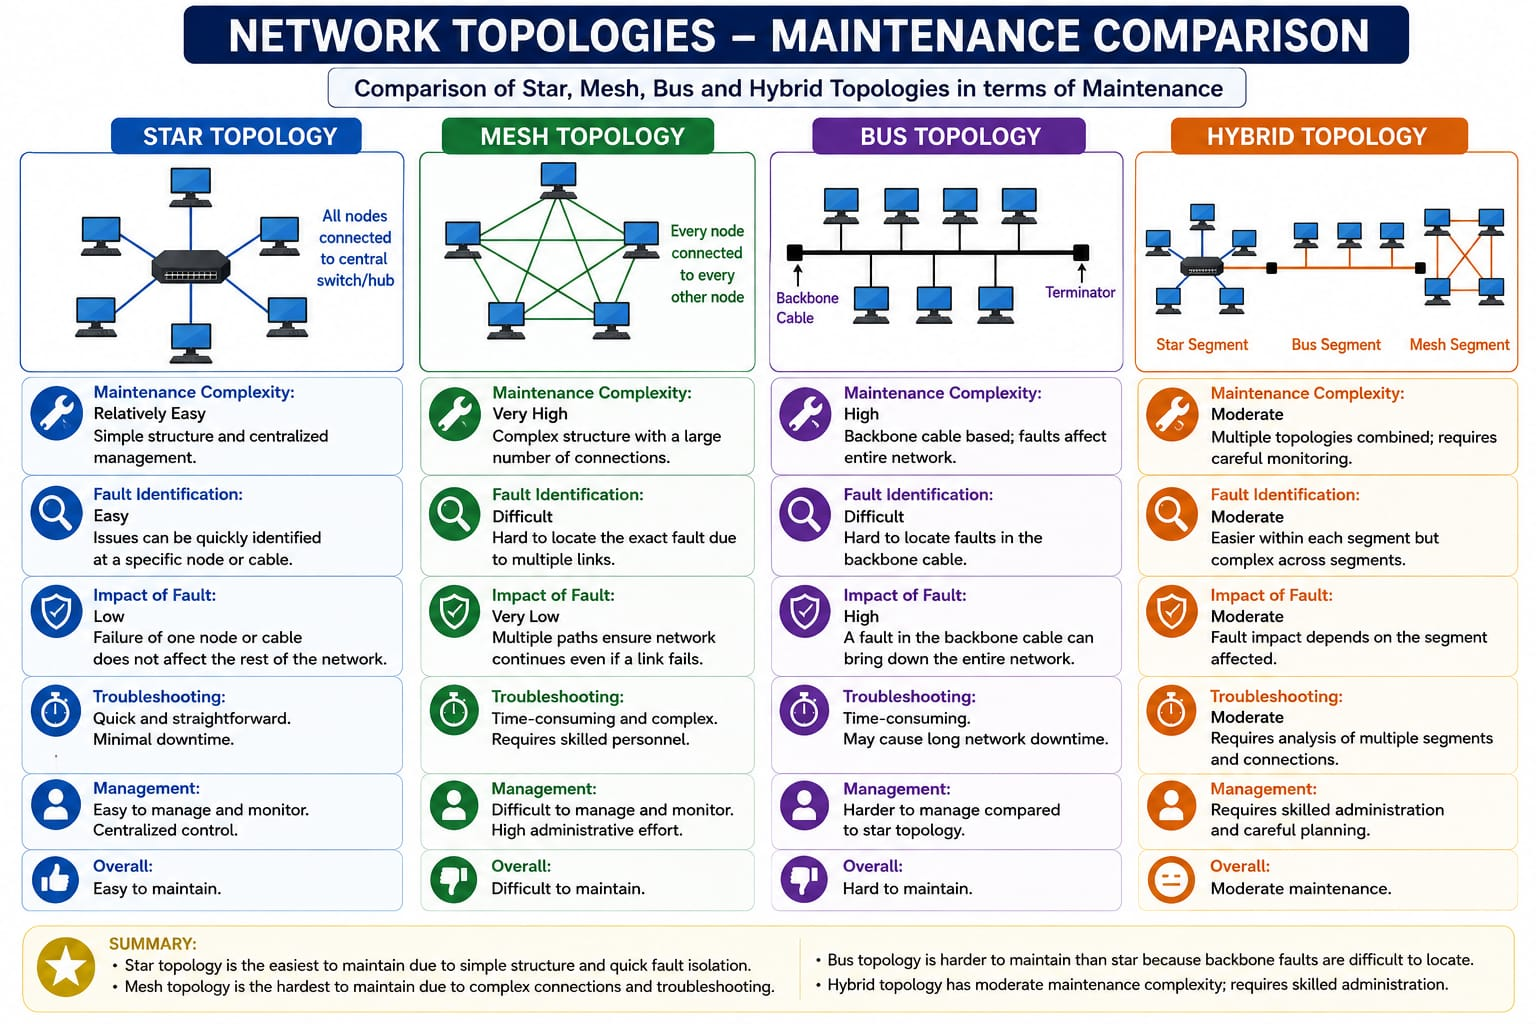 NETWORK TOPOLOGIES – MAINTENANCE COMPARISON
Comparison of Star, Mesh, Bus and Hybrid Topologies in terms of Maintenance
STAR TOPOLOGY
All nodes
connected
to central
switch/hub
Maintenance Complexity:
Relatively Easy
Simple structure and centralized
management.
Fault Identification:
Easy
Issues can be quickly identified
at a specific node or cable.
Impact of Fault:
Low
Failure of one node or cable
does not affect the rest of the network.
Troubleshooting:
Quick and straightforward.
Minimal downtime.
Management:
Easy to manage and monitor.
Centralized control.
Overall:
Easy to maintain.
MESH TOPOLOGY
Every node
connected
to every
other node
Maintenance Complexity:
Very High
Complex structure with a large
number of connections.
Fault Identification:
Difficult
Hard to locate the exact fault due
to multiple links.
Impact of Fault:
Very Low
Multiple paths ensure network
continues even if a link fails.
Troubleshooting:
Time-consuming and complex.
Requires skilled personnel.
Management:
Difficult to manage and monitor.
High administrative effort.
Overall:
Difficult to maintain.
BUS TOPOLOGY
Backbone
Cable
Terminator
Maintenance Complexity:
High
Backbone cable based; faults affect
entire network.
Fault Identification:
Difficult
Hard to locate faults in the
backbone cable.
Impact of Fault:
High
A fault in the backbone cable can
bring down the entire network.
Troubleshooting:
Time-consuming.
May cause long network downtime.
Management:
Harder to manage compared
to star topology.
Overall:
Hard to maintain.
HYBRID TOPOLOGY
Star Segment
Bus Segment
Mesh Segment
Maintenance Complexity:
Moderate
Multiple topologies combined; requires
careful monitoring.
Fault Identification:
Moderate
Easier within each segment but
complex across segments.
Impact of Fault:
Moderate
Fault impact depends on the segment
affected.
Troubleshooting:
Moderate
Requires analysis of multiple segments
and connections.
Management:
Requires skilled administration
and careful planning.
Overall:
Moderate maintenance.
SUMMARY:
• Star topology is the easiest to maintain due to simple structure and quick fault isolation.
• Mesh topology is the hardest to maintain due to complex connections and troubleshooting.
• Bus topology is harder to maintain than star because backbone faults are difficult to locate.
• Hybrid topology has moderate maintenance complexity; requires skilled administration.